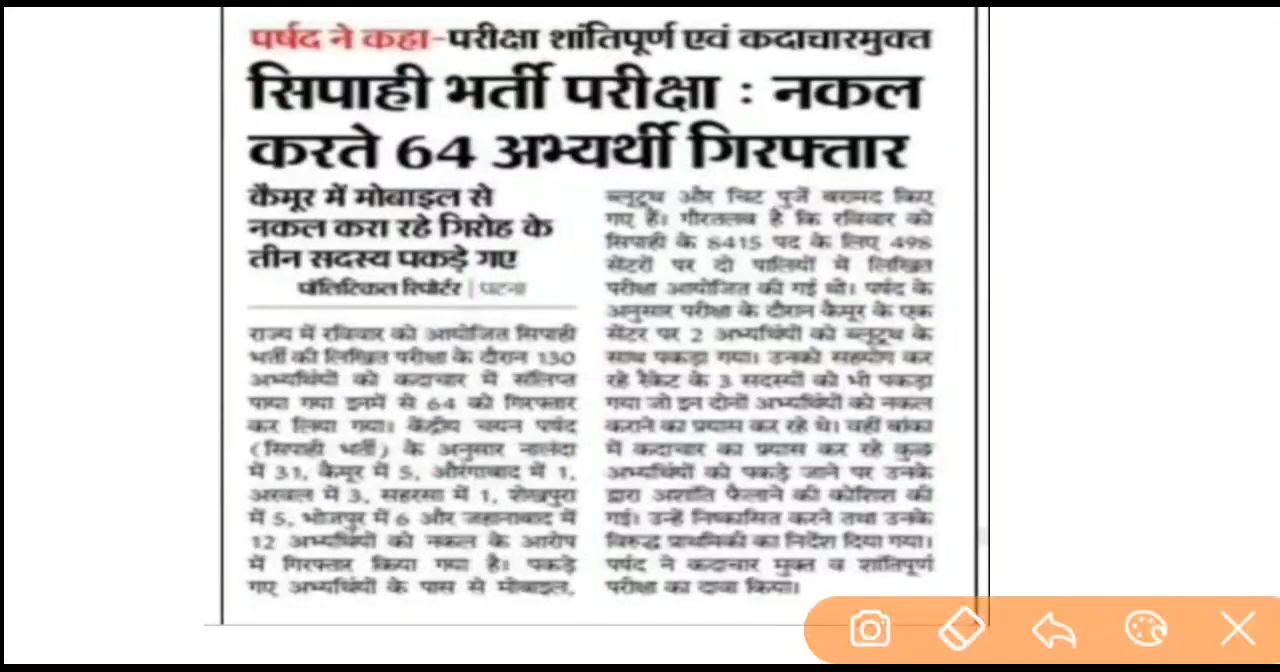 पर्षद ने कहा-परीक्षा शांतिपूर्ण एवं कदाचारमुक्त
सिपाही भर्ती परीक्षा : नकल
करते 64 अभ्यर्थी गिरफ्तार
कैमूर में मोबाइल से
नकल करा रहे गिरोह के
तीन सदस्य पकड़े गए
पॉलिटिकल रिपोर्टर | पटना
राज्य में रविवार को आयोजित सिपाही
भर्ती की लिखित परीक्षा के दौरान 130
अभ्यर्थियों को कदाचार में संलिप्त
पाया गया इनमें से 64 को गिरफ्तार
कर लिया गया। केंद्रीय चयन पर्षद
(सिपाही भर्ती) के अनुसार नालंदा
में 31, कैमूर में 5, औरंगाबाद में 1,
अरवल में 3, सहरसा में 1, शेखपुरा
में 5, भोजपुर में 6 और जहानाबाद में
12 अभ्यर्थियों को नकल के आरोप
में गिरफ्तार किया गया है। पकड़े
गए अभ्यर्थियों के पास से मोबाइल,
ब्लूटूथ और चिट पुर्जे बरामद किए
गए हैं। गौरतलब है कि रविवार को
सिपाही के 8415 पद के लिए 498
सेंटरों पर दो पालियों में लिखित
परीक्षा आयोजित की गई थी। पर्षद के
अनुसार परीक्षा के दौरान कैमूर के एक
सेंटर पर 2 अभ्यर्थियों को ब्लूटूथ के
साथ पकड़ा गया। उनको सहयोग कर
रहे रैकेट के 3 सदस्यों को भी पकड़ा
गया जो इन दोनों अभ्यर्थियों को नकल
कराने का प्रयास कर रहे थे। वहीं बांका
में कदाचार का प्रयास कर रहे कुछ
अभ्यर्थियों को पकड़े जाने पर उनके
द्वारा अशांति फैलाने की कोशिश की
गई। उन्हें निष्कासित करने तथा उनके
विरुद्ध प्राथमिकी का निर्देश दिया गया।
पर्षद ने कदाचार मुक्त व शांतिपूर्ण
परीक्षा का दावा किया।